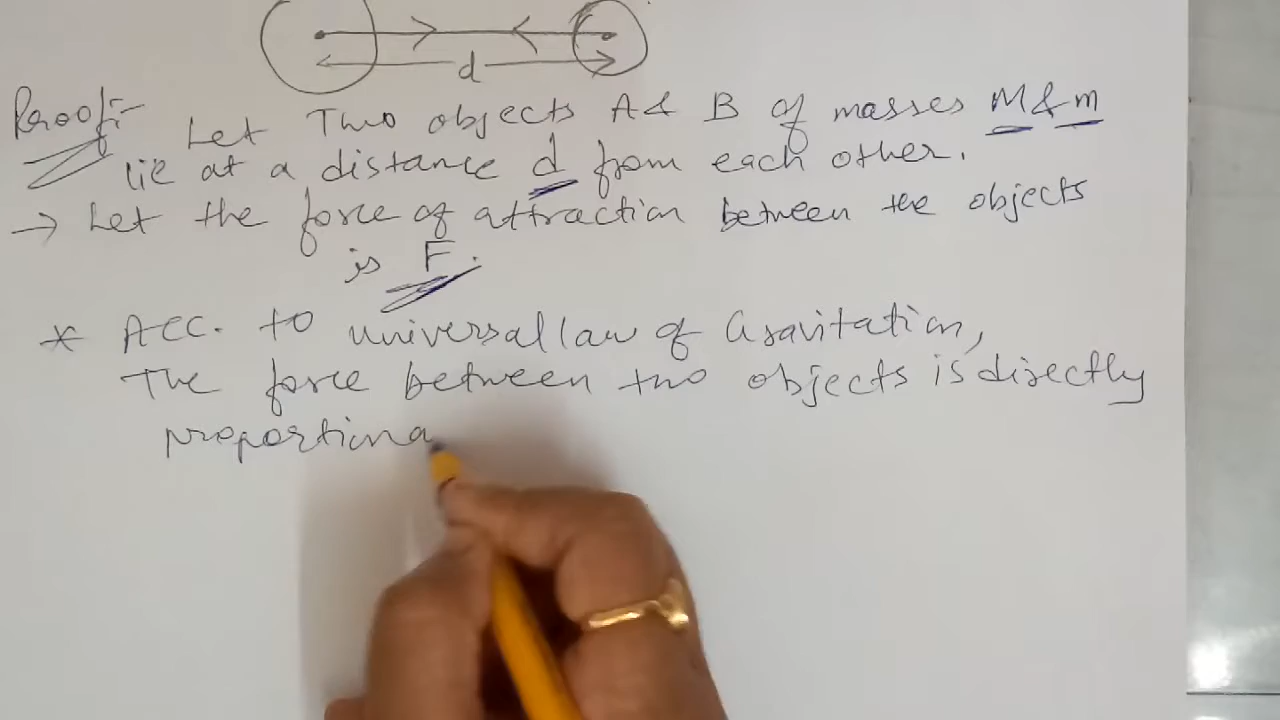 d
Proof:- Let Two objects A & B of masses M & m
lie at a distance d from each other.
→ Let the force of attraction between the objects
is F.
* Acc. to universal law of Gravitation,
The force between two objects is directly
proportiona